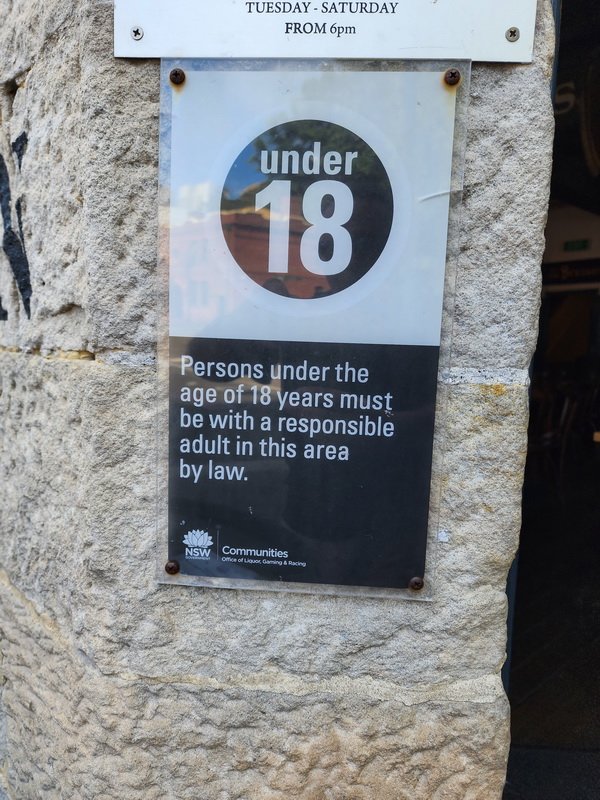 TUESDAY - SATURDAY
FROM 6pm
under
18
Persons under the
age of 18 years must
be with a responsible
adult in this area
by law.
NSW
GOVERNMENT
Communities
Office of Liquor, Gaming & Racing